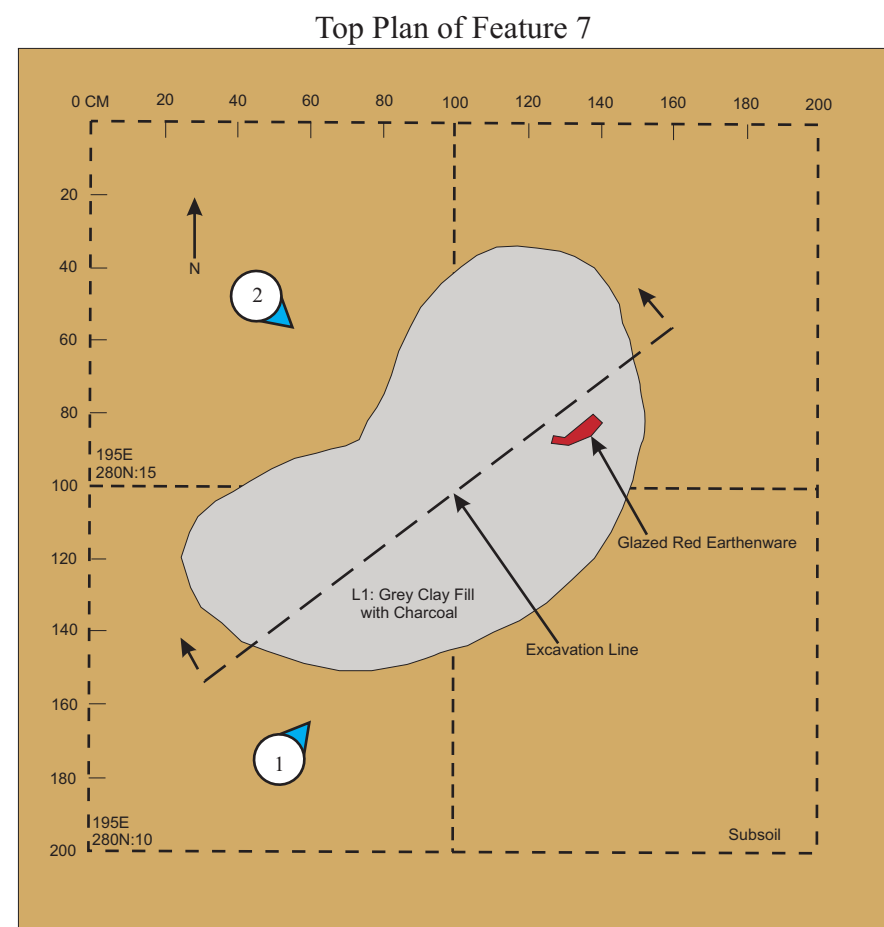 Top Plan of Feature 7
0 CM 20 40 60 80 100 120 140 160 180 200
20
40
60
80
100
120
140
160
180
200
N
2
195E
280N:15
Glazed Red Earthenware
L1: Grey Clay Fill
with Charcoal
Excavation Line
1
195E
280N:10
Subsoil